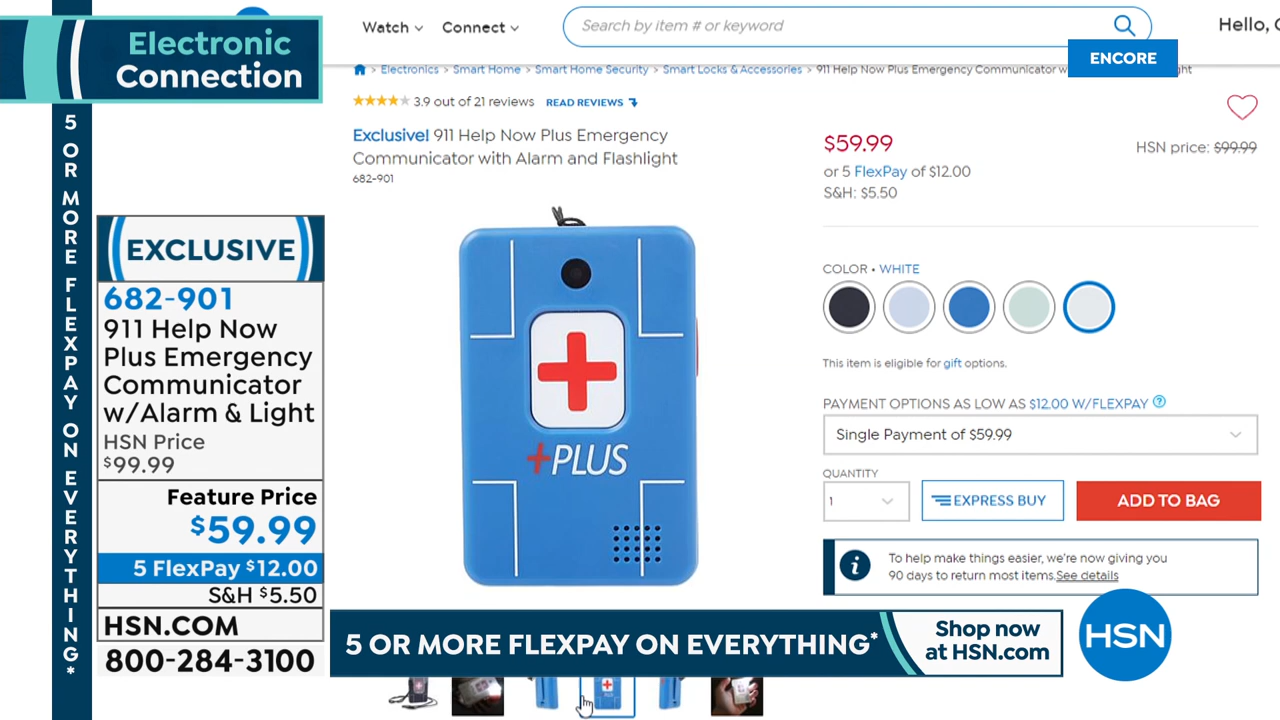 Electronic
Connection
5 OR MORE FLEXPAY ON EVERYTHING*
EXCLUSIVE
682-901
911 Help Now
Plus Emergency
Communicator
w/Alarm & Light
HSN Price
$99.99
Feature Price
$59.99
5 FlexPay $12.00
S&H $5.50
HSN.COM
800-284-3100
Watch
Connect
Search by item # or keyword
Hello,
ENCORE
> Electronics > Smart Home > Smart Home Security > Smart Locks & Accessories > 911 Help Now Plus Emergency Communicator
3.9 out of 21 reviews READ REVIEWS
Exclusive! 911 Help Now Plus Emergency
Communicator with Alarm and Flashlight
682-901
+PLUS
$59.99
HSN price: $99.99
or 5 FlexPay of $12.00
S&H: $5.50
COLOR • WHITE
This item is eligible for gift options.
PAYMENT OPTIONS AS LOW AS $12.00 W/FLEXPAY ?
Single Payment of $59.99
QUANTITY
1
EXPRESS BUY
ADD TO BAG
i
To help make things easier, we're now giving you
90 days to return most items. See details
5 OR MORE FLEXPAY ON EVERYTHING*
Shop now
at HSN.com
HSN